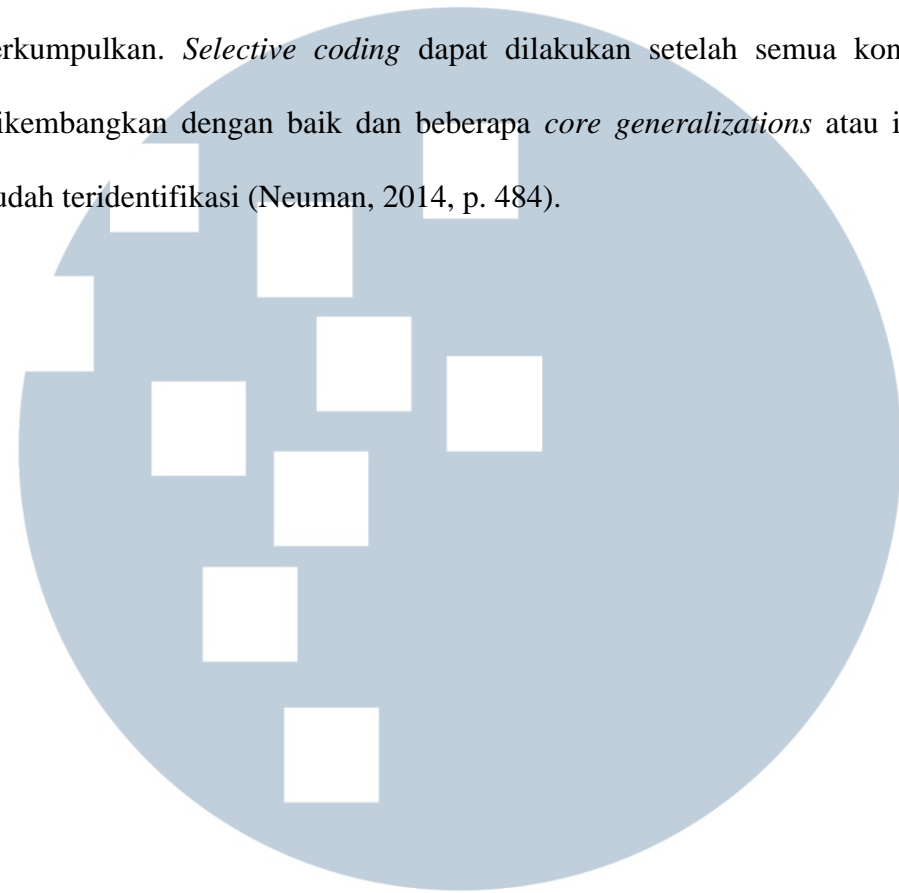 erkumpulkan. Selective coding dapat dilakukan setelah semua kon
ikembangkan dengan baik dan beberapa core generalizations atau i
udah teridentifikasi (Neuman, 2014, p. 484).